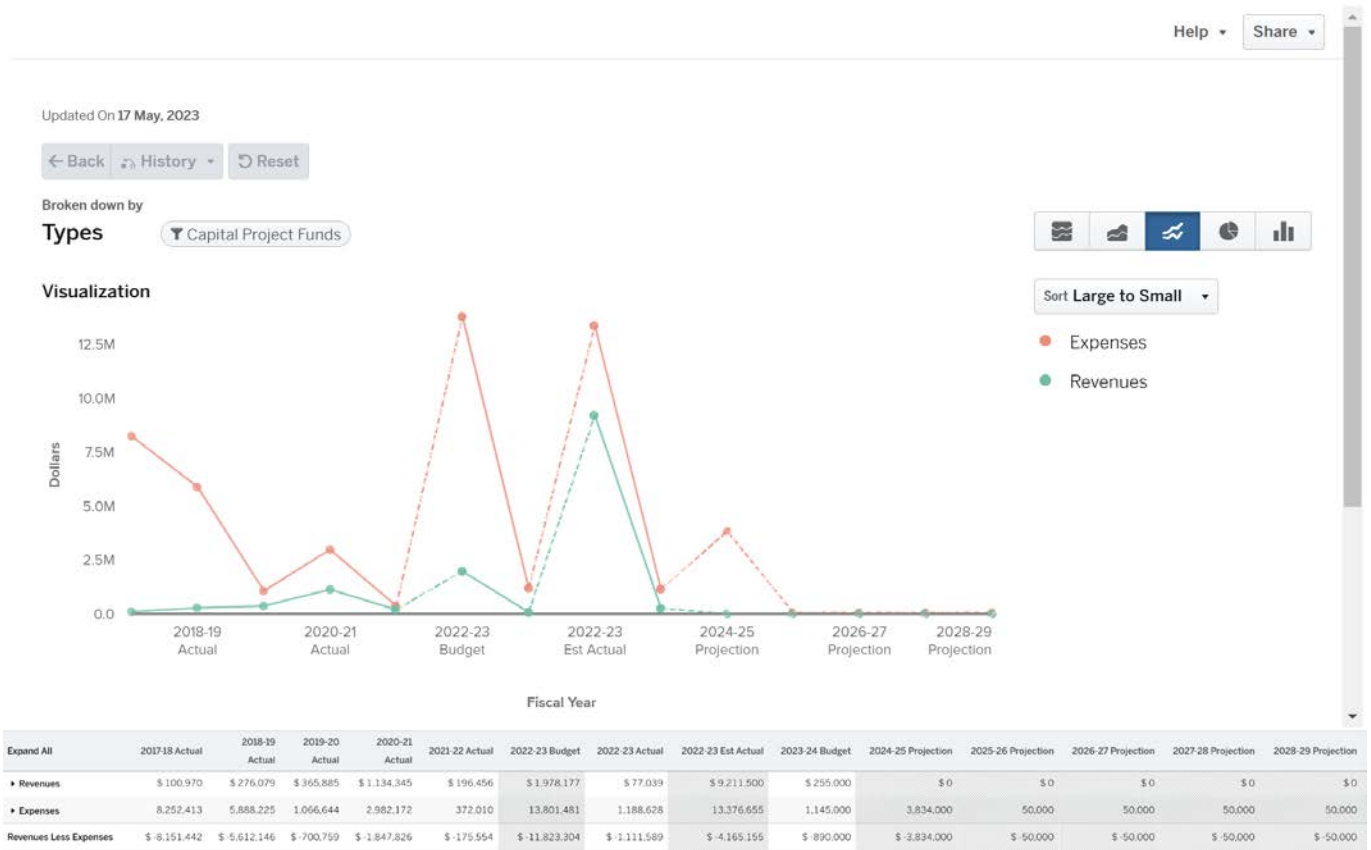 Help Share
Updated On 17 May, 2023
Back History Reset
Broken down by
Types Capital Project Funds
Visualization
Sort Large to Small
Expenses
Revenues
12.5M
10.0M
7.5M
5.0M
2.5M
0.0
Dollars
2018-19 2020-21 2022-23 2022-23 2024-25 2026-27 2028-29
Actual Actual Budget Est Actual Projection Projection Projection
Fiscal Year
Expand All 2017-18 Actual 2018-19 Actual 2019-20 Actual 2020-21 Actual 2021-22 Actual 2022-23 Budget 2022-23 Actual 2022-23 Est Actual 2023-24 Budget 2024-25 Projection 2025-26 Projection 2026-27 Projection 2027-28 Projection 2028-29 Projection
Revenues $ 100,970 $ 276,079 $ 365,885 $ 1,134,345 $ 196,456 $ 1,978,177 $ 77,039 $ 9,211,500 $ 255,000 $ 0 $ 0 $ 0 $ 0 $ 0
Expenses 8,252,413 5,888,225 1,066,644 2,982,172 372,010 13,801,481 1,188,628 13,376,655 1,145,000 3,834,000 50,000 50,000 50,000 50,000
Revenues Less Expenses $ -8,151,442 $ -5,612,146 $ -700,759 $ -1,847,826 $ -175,554 $ -11,823,304 $ -1,111,589 $ -4,165,155 $ -890,000 $ -3,834,000 $ -50,000 $ -50,000 $ -50,000 $ -50,000